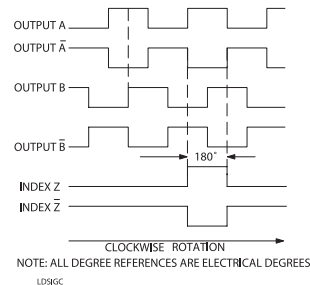 OUTPUT A
OUTPUT A̅
OUTPUT B
OUTPUT B̅
180°
INDEX Z
INDEX Z̅
CLOCKWISE ROTATION
NOTE: ALL DEGREE REFERENCES ARE ELECTRICAL DEGREES
LDSIGC